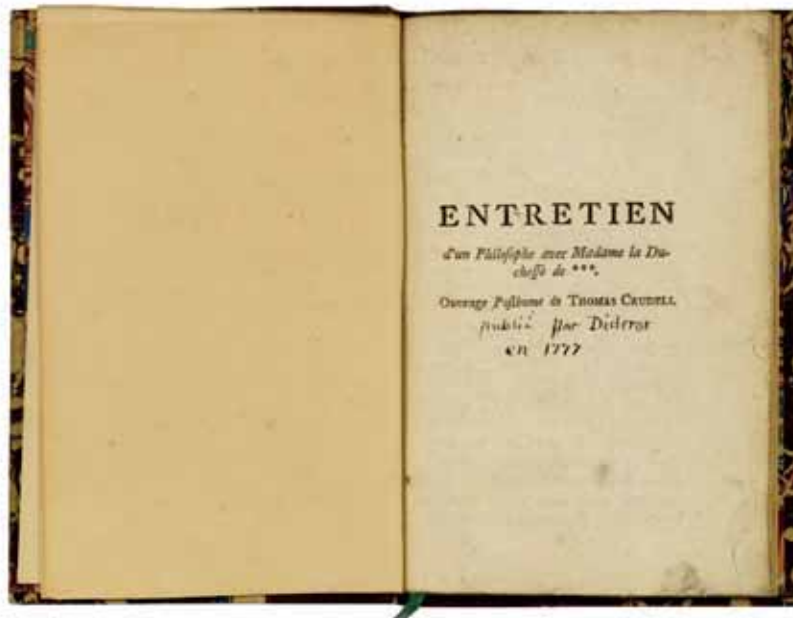 ENTRETIEN
d'un Philosophe avec Madame la Du-
chesse de ***.
Ouvrage Posthume de THOMAS CRUDELI.
publié par Diderot
en 1777